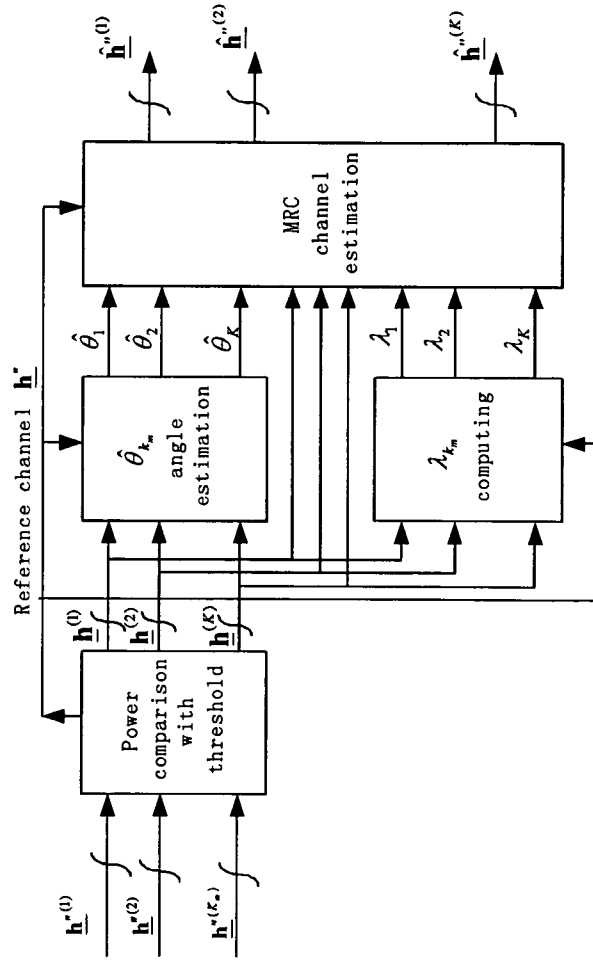 Reference channel h"
h"(1)
h"(2)
h"(Km)
Power
comparison
with
threshold
h(1)
h(2)
h(K)
θ̂km
angle
estimation
θ̂1
θ̂2
θ̂K
λkm
computing
λ1
λ2
λK
MRC
channel
estimation
ĥ"(1)
ĥ"(2)
ĥ"(K)